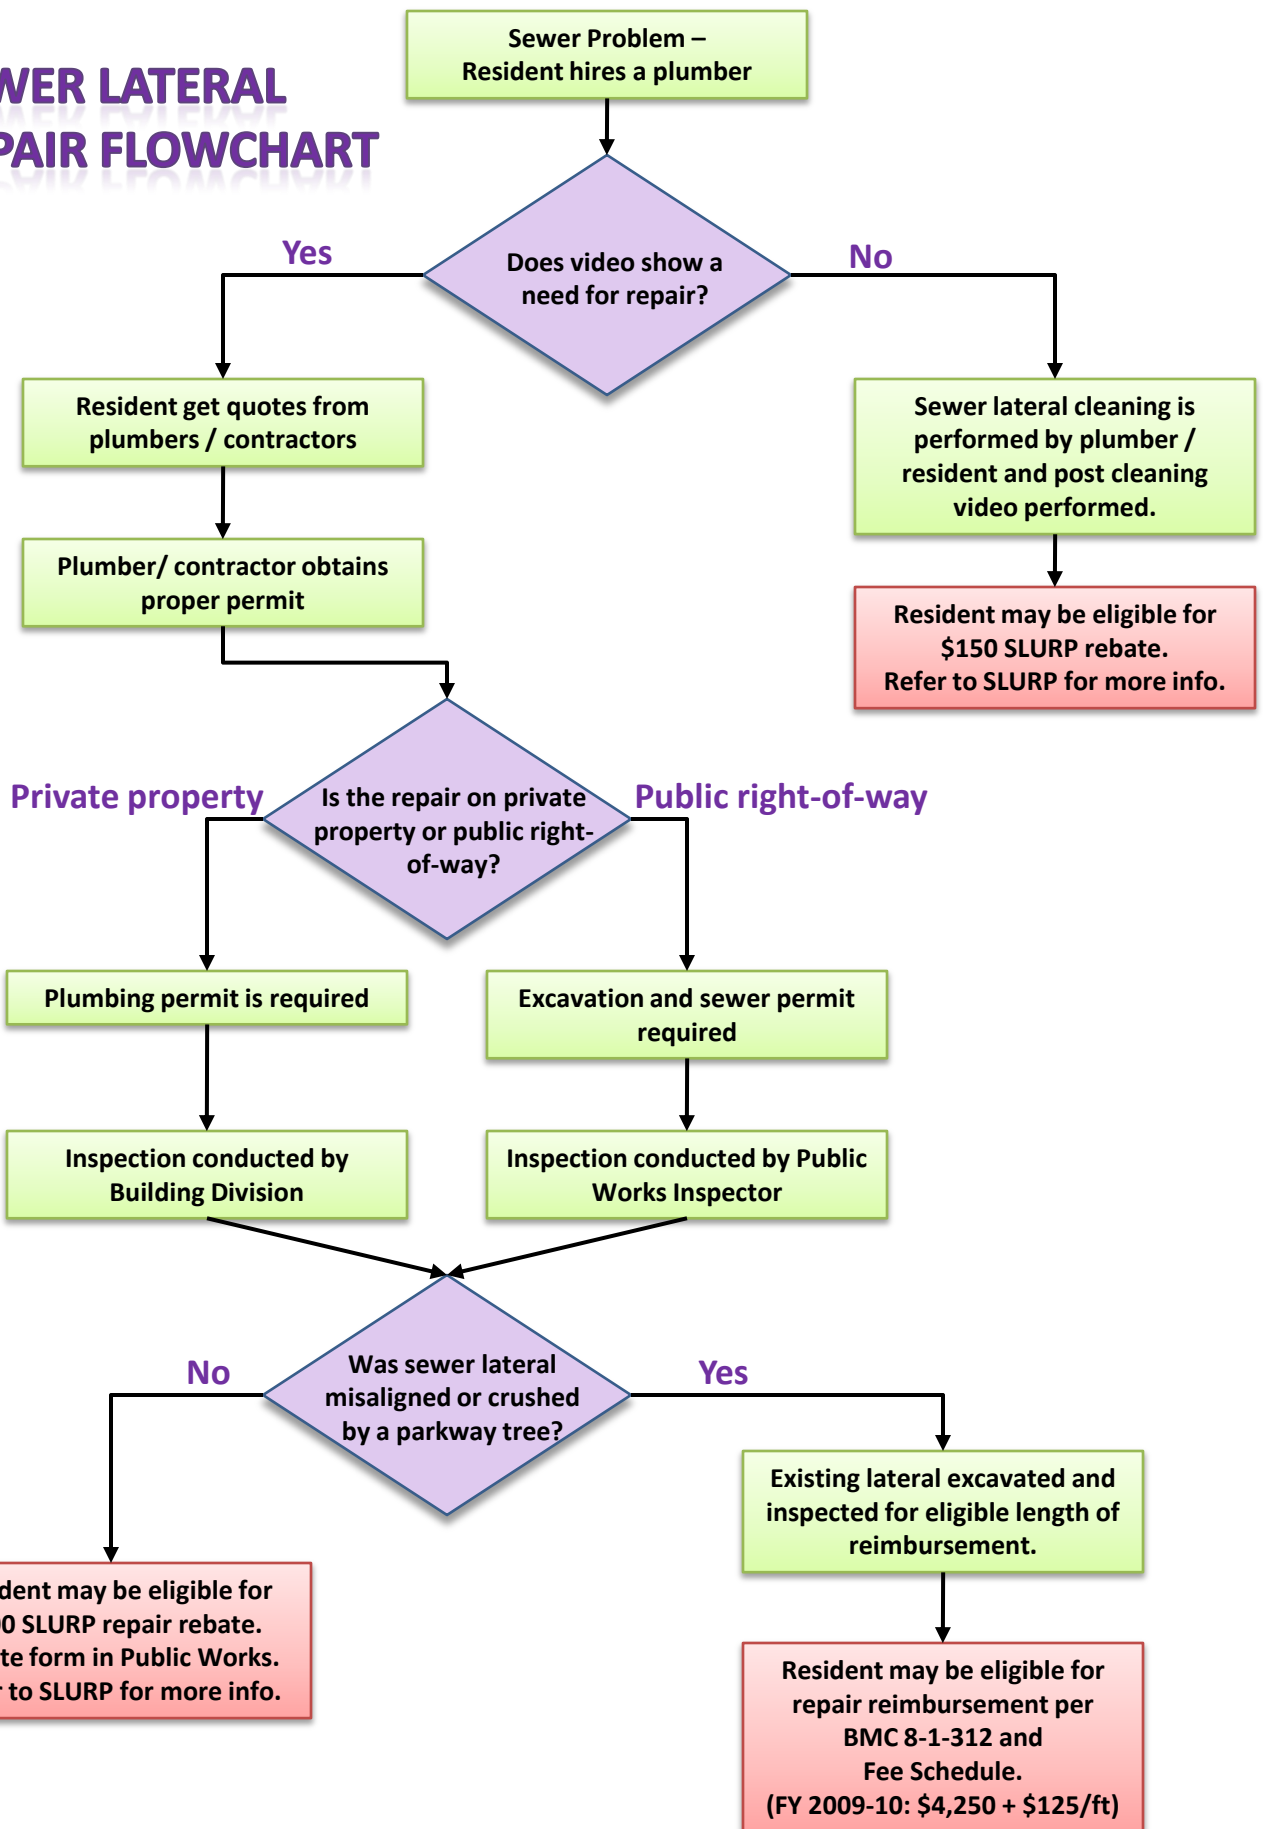 Sewer Problem –
Resident hires a plumber
WER LATERAL
PAIR FLOWCHART
Does video show a
need for repair?
Yes
No
Resident get quotes from
plumbers / contractors
Sewer lateral cleaning is
performed by plumber /
resident and post cleaning
video performed.
Plumber/ contractor obtains
proper permit
Resident may be eligible for
$150 SLURP rebate.
Refer to SLURP for more info.
Private property
Is the repair on private
property or public right-
of-way?
Public right-of-way
Plumbing permit is required
Excavation and sewer permit
required
Inspection conducted by
Building Division
Inspection conducted by Public
Works Inspector
No
Was sewer lateral
misaligned or crushed
by a parkway tree?
Yes
Existing lateral excavated and
inspected for eligible length of
reimbursement.
dent may be eligible for
0 SLURP repair rebate.
te form in Public Works.
r to SLURP for more info.
Resident may be eligible for
repair reimbursement per
BMC 8-1-312 and
Fee Schedule.
(FY 2009-10: $4,250 + $125/ft)